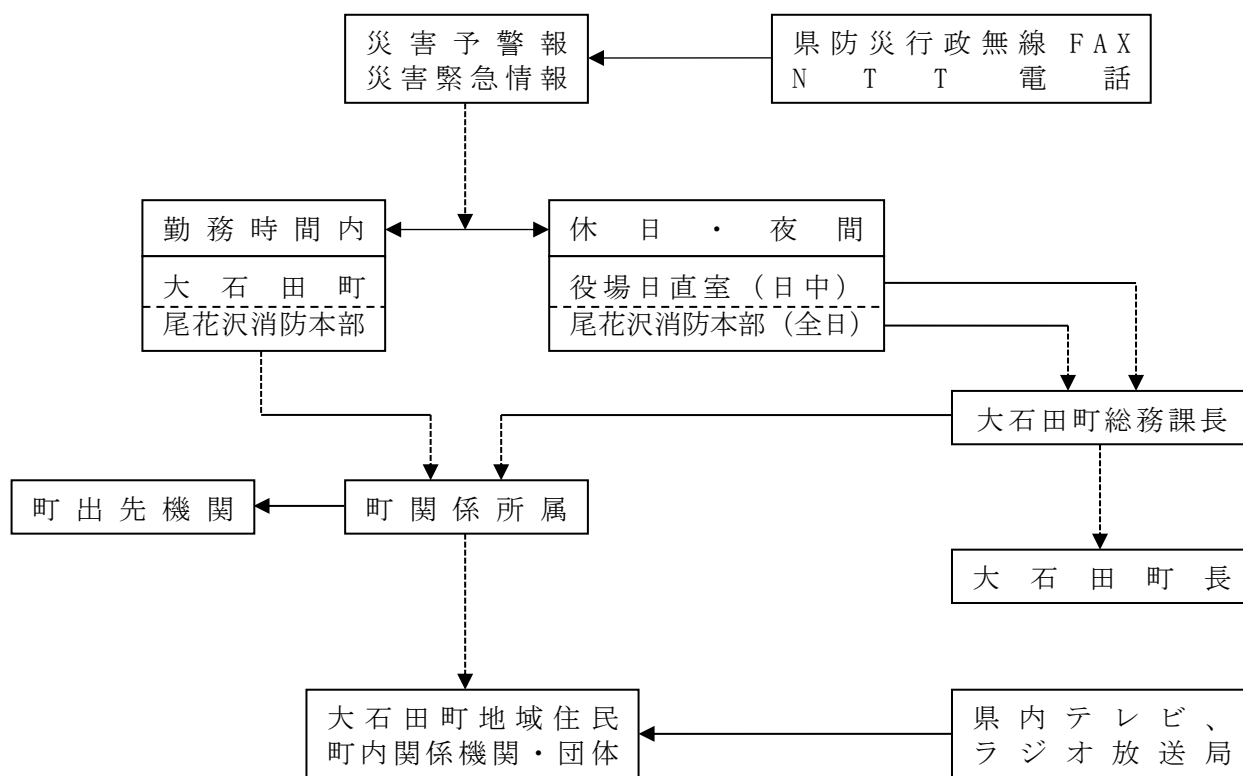 災害予警報
災害緊急情報
県防災行政無線FAX
NTT電話
勤務時間内
大石田町
尾花沢消防本部
休日・夜間
役場日直室(日中)
尾花沢消防本部(全日)
大石田町総務課長
町出先機関
町関係所属
大石田町長
大石田町地域住民
町内関係機関・団体
県内テレビ、
ラジオ放送局